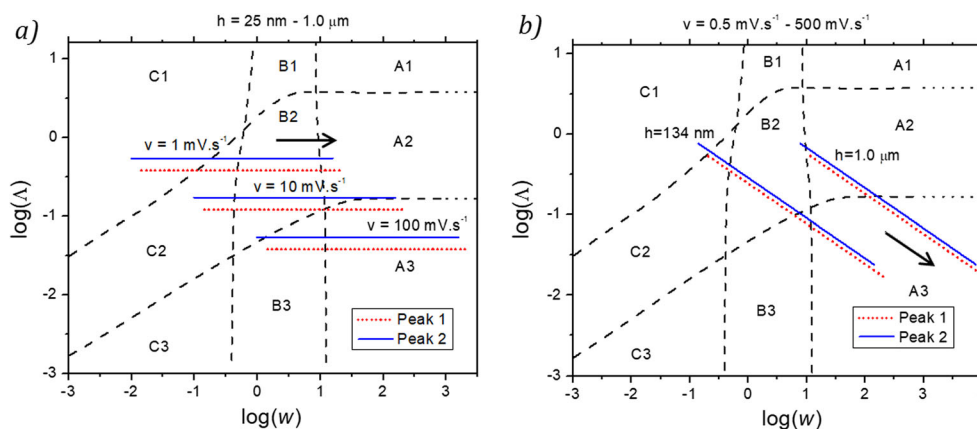 a)
h = 25 nm - 1.0 μm
1
0
-1
-2
-3
log(Λ)
C1
B1
A1
B2
A2
v = 1 mV.s⁻¹
v = 10 mV.s⁻¹
v = 100 mV.s⁻¹
C2
A3
B3
C3
Peak 1
Peak 2
-3 -2 -1 0 1 2 3
log(w)
b)
v = 0.5 mV.s⁻¹ - 500 mV.s⁻¹
1
0
-1
-2
-3
log(Λ)
C1
B1
A1
B2
A2
h=134 nm
h=1.0 μm
C2
A3
B3
C3
Peak 1
Peak 2
-3 -2 -1 0 1 2 3
log(w)